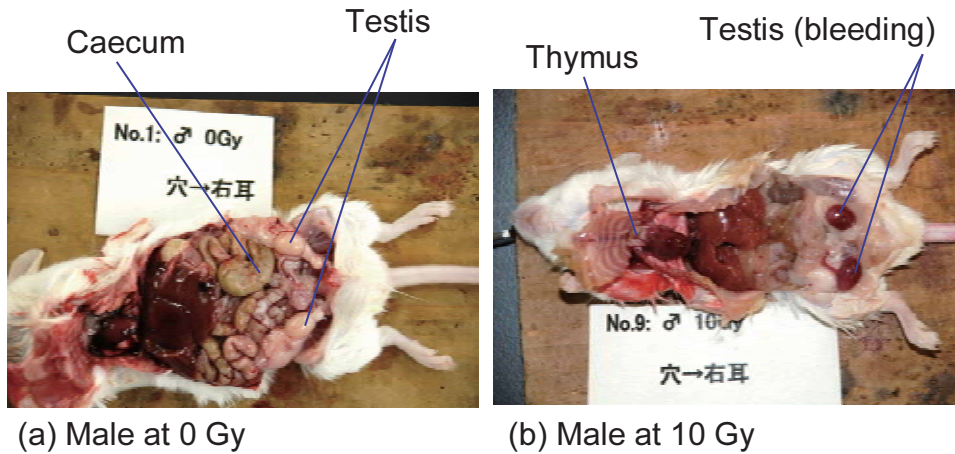 Caecum
Testis
Thymus
Testis (bleeding)
No.1: ♂ 0Gy
穴→右耳
No.9: ♂ 10Gy
穴→右耳
(a) Male at 0 Gy
(b) Male at 10 Gy